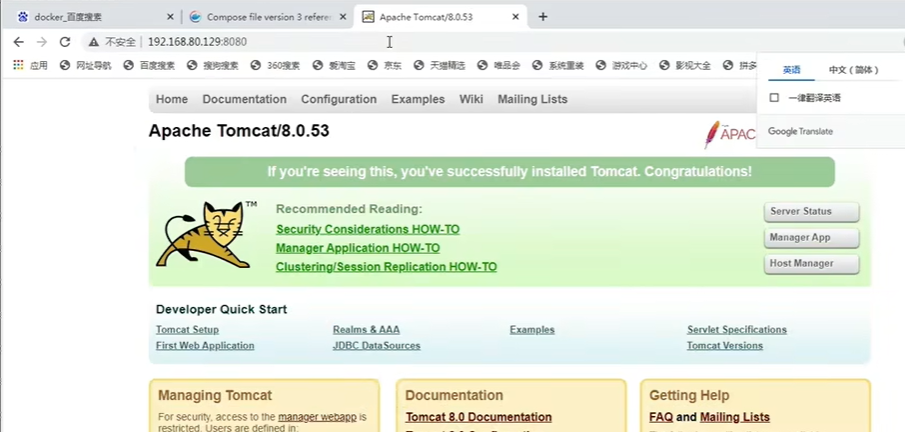 docker_百度搜索
Compose file version 3 refere
Apache Tomcat/8.0.53
不安全 192.168.80.129:8080
应用 网址导航 百度搜索 搜狗搜索 360搜索 爱淘宝 京东 天猫精选 唯品会 系统重装 游戏中心 影视大全 拼多
英语 中文（简体）
一律翻译英语
Google Translate
Home Documentation Configuration Examples Wiki Mailing Lists
Apache Tomcat/8.0.53
APAC
If you're seeing this, you've successfully installed Tomcat. Congratulations!
TM
Recommended Reading:
Security Considerations HOW-TO
Manager Application HOW-TO
Clustering/Session Replication HOW-TO
Server Status
Manager App
Host Manager
Developer Quick Start
Tomcat Setup Realms & AAA Examples Servlet Specifications
First Web Application JDBC DataSources Tomcat Versions
Managing Tomcat
For security, access to the manager webapp is
restricted. Users are defined in:
Documentation
Tomcat 8.0 Documentation
Getting Help
FAQ and Mailing Lists